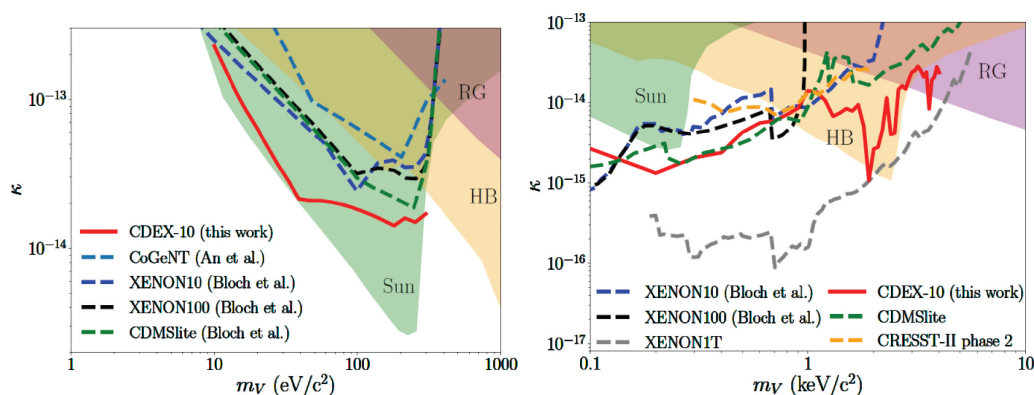 10⁻¹³
10⁻¹⁴
κ
RG
HB
Sun
CDEX-10 (this work)
CoGeNT (An et al.)
XENON10 (Bloch et al.)
XENON100 (Bloch et al.)
CDMSlite (Bloch et al.)
1 10 100 1000
m_V (eV/c²)
10⁻¹³
10⁻¹⁴
10⁻¹⁵
10⁻¹⁶
10⁻¹⁷
κ
Sun
RG
HB
XENON10 (Bloch et al.)
XENON100 (Bloch et al.)
XENON1T
CDEX-10 (this work)
CDMSlite
CRESST-II phase 2
0.1 1 10
m_V (keV/c²)